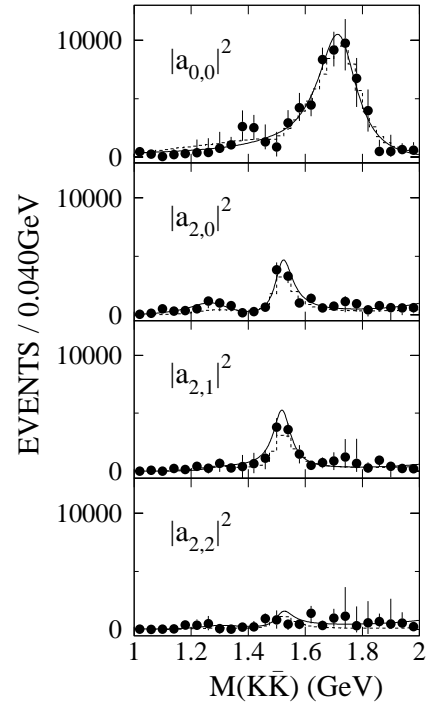 10000
|a0,0|²
0
10000
|a2,0|²
0
10000
|a2,1|²
0
10000
|a2,2|²
0
1 1.2 1.4 1.6 1.8 2
M(KK̄) (GeV)
EVENTS / 0.040GeV